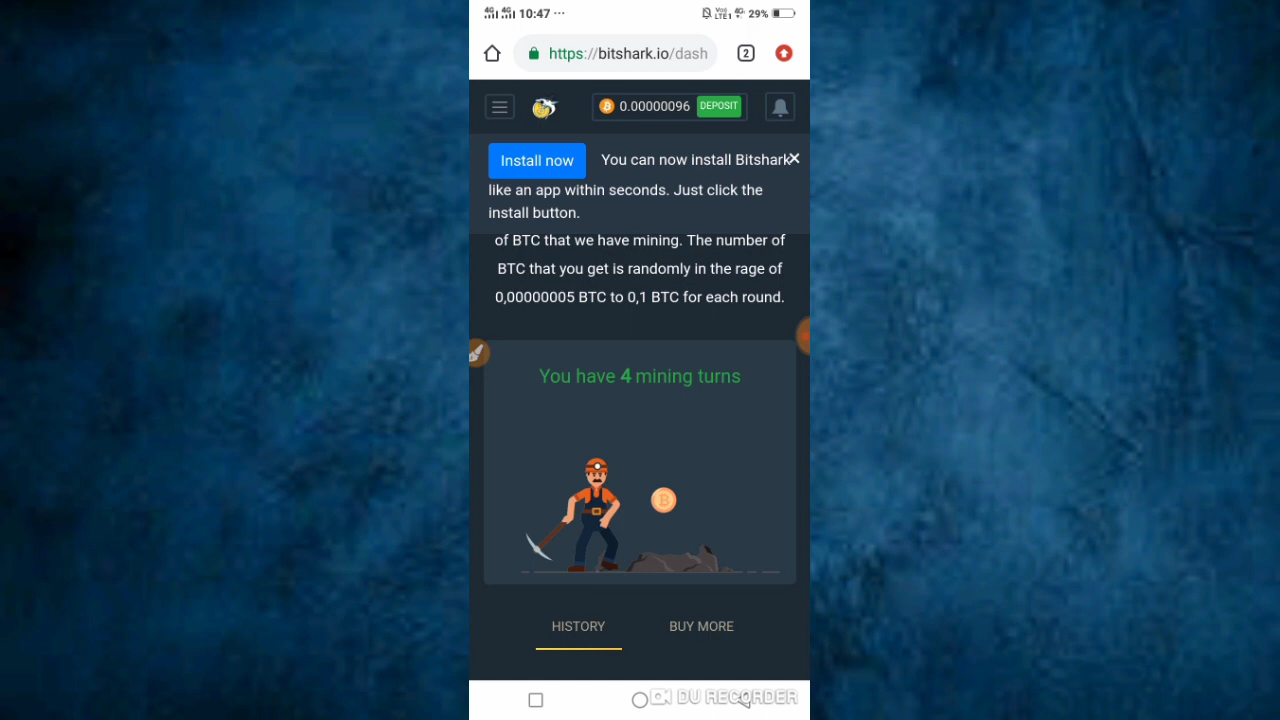 10:47 ... 29%
https://bitshark.io/dash 2
0.00000096 DEPOSIT
Install now You can now install Bitshark
like an app within seconds. Just click the
install button.
of BTC that we have mining. The number of
BTC that you get is randomly in the rage of
0,00000005 BTC to 0,1 BTC for each round.
You have 4 mining turns
HISTORY BUY MORE
DU RECORDER